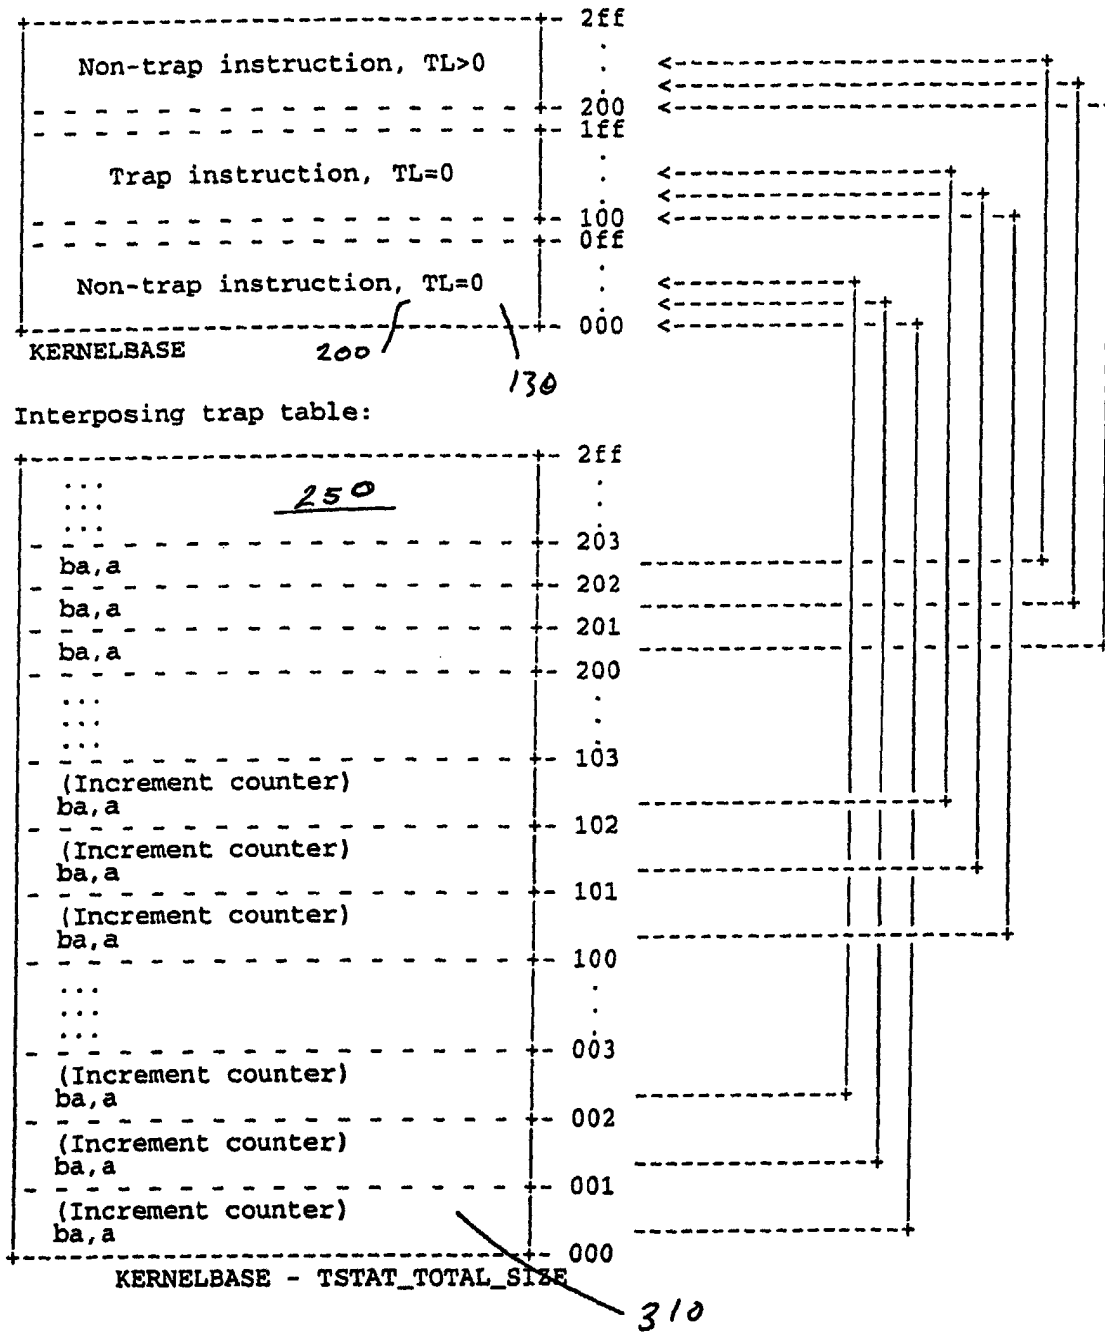 2ff
Non-trap instruction, TL>0
200
1ff
Trap instruction, TL=0
100
0ff
Non-trap instruction, TL=0
000
KERNELBASE
200
130
Interposing trap table:
2ff
...
250
...
...
203
ba,a
202
ba,a
201
ba,a
200
...
...
...
103
(Increment counter)
ba,a
102
(Increment counter)
ba,a
101
(Increment counter)
ba,a
100
...
...
...
003
(Increment counter)
ba,a
002
(Increment counter)
ba,a
001
(Increment counter)
ba,a
000
KERNELBASE - TSTAT_TOTAL_SIZE
310